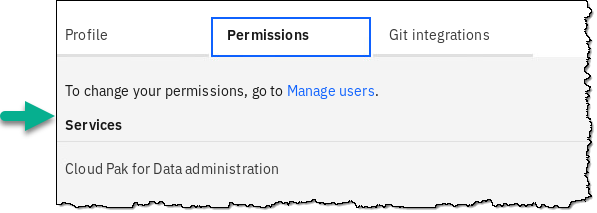 Profile Permissions Git integrations
To change your permissions, go to Manage users.
Services
Cloud Pak for Data administration